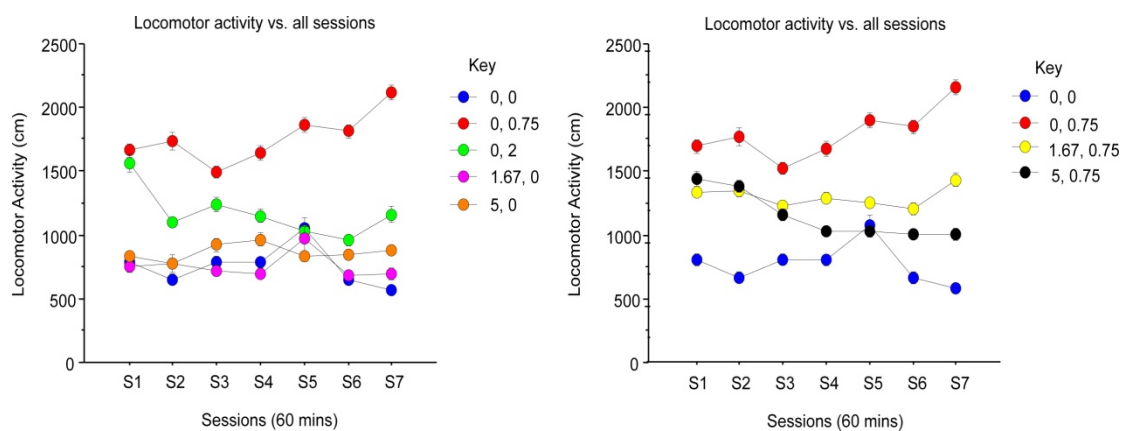 Locomotor activity vs. all sessions
2500
2000
1500
1000
500
0
Locomotor Activity (cm)
S1 S2 S3 S4 S5 S6 S7
Sessions (60 mins)
Key
0, 0
0, 0.75
0, 2
1.67, 0
5, 0
Locomotor activity vs. all sessions
2500
2000
1500
1000
500
0
Locomotor Activity (cm)
S1 S2 S3 S4 S5 S6 S7
Sessions (60 mins)
Key
0, 0
0, 0.75
1.67, 0.75
5, 0.75